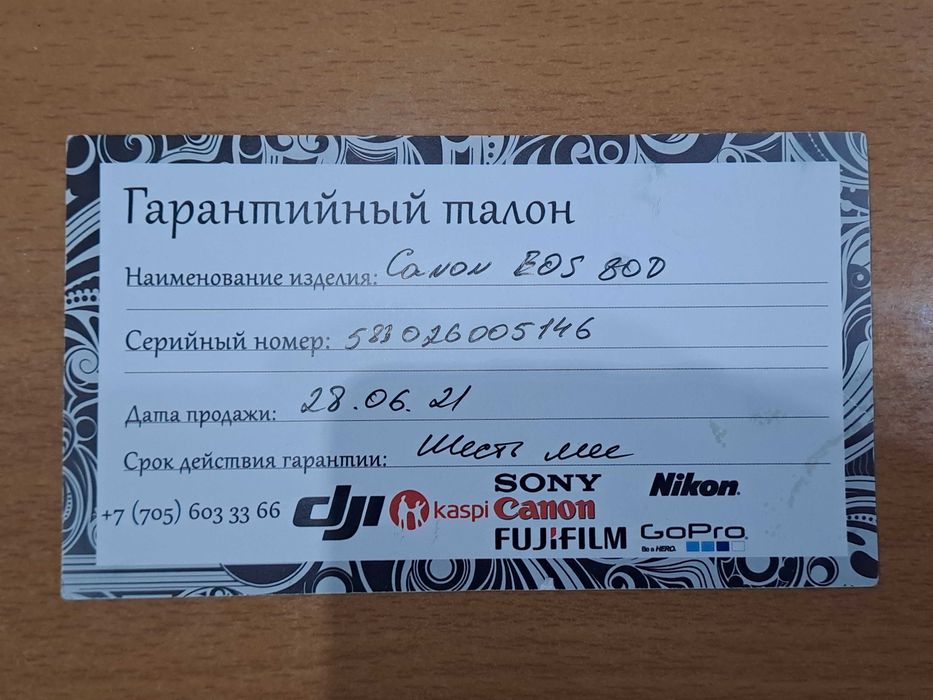 Гарантийный талон
Наименование изделия: Canon EOS 80D
Серийный номер: 583026005146
Дата продажи: 28.06.21
Срок действия гарантии: Шесть мес
+7 (705) 603 33 66 dji kaspi SONY Canon FUJIFILM Nikon. GoPro. Be a HERO.